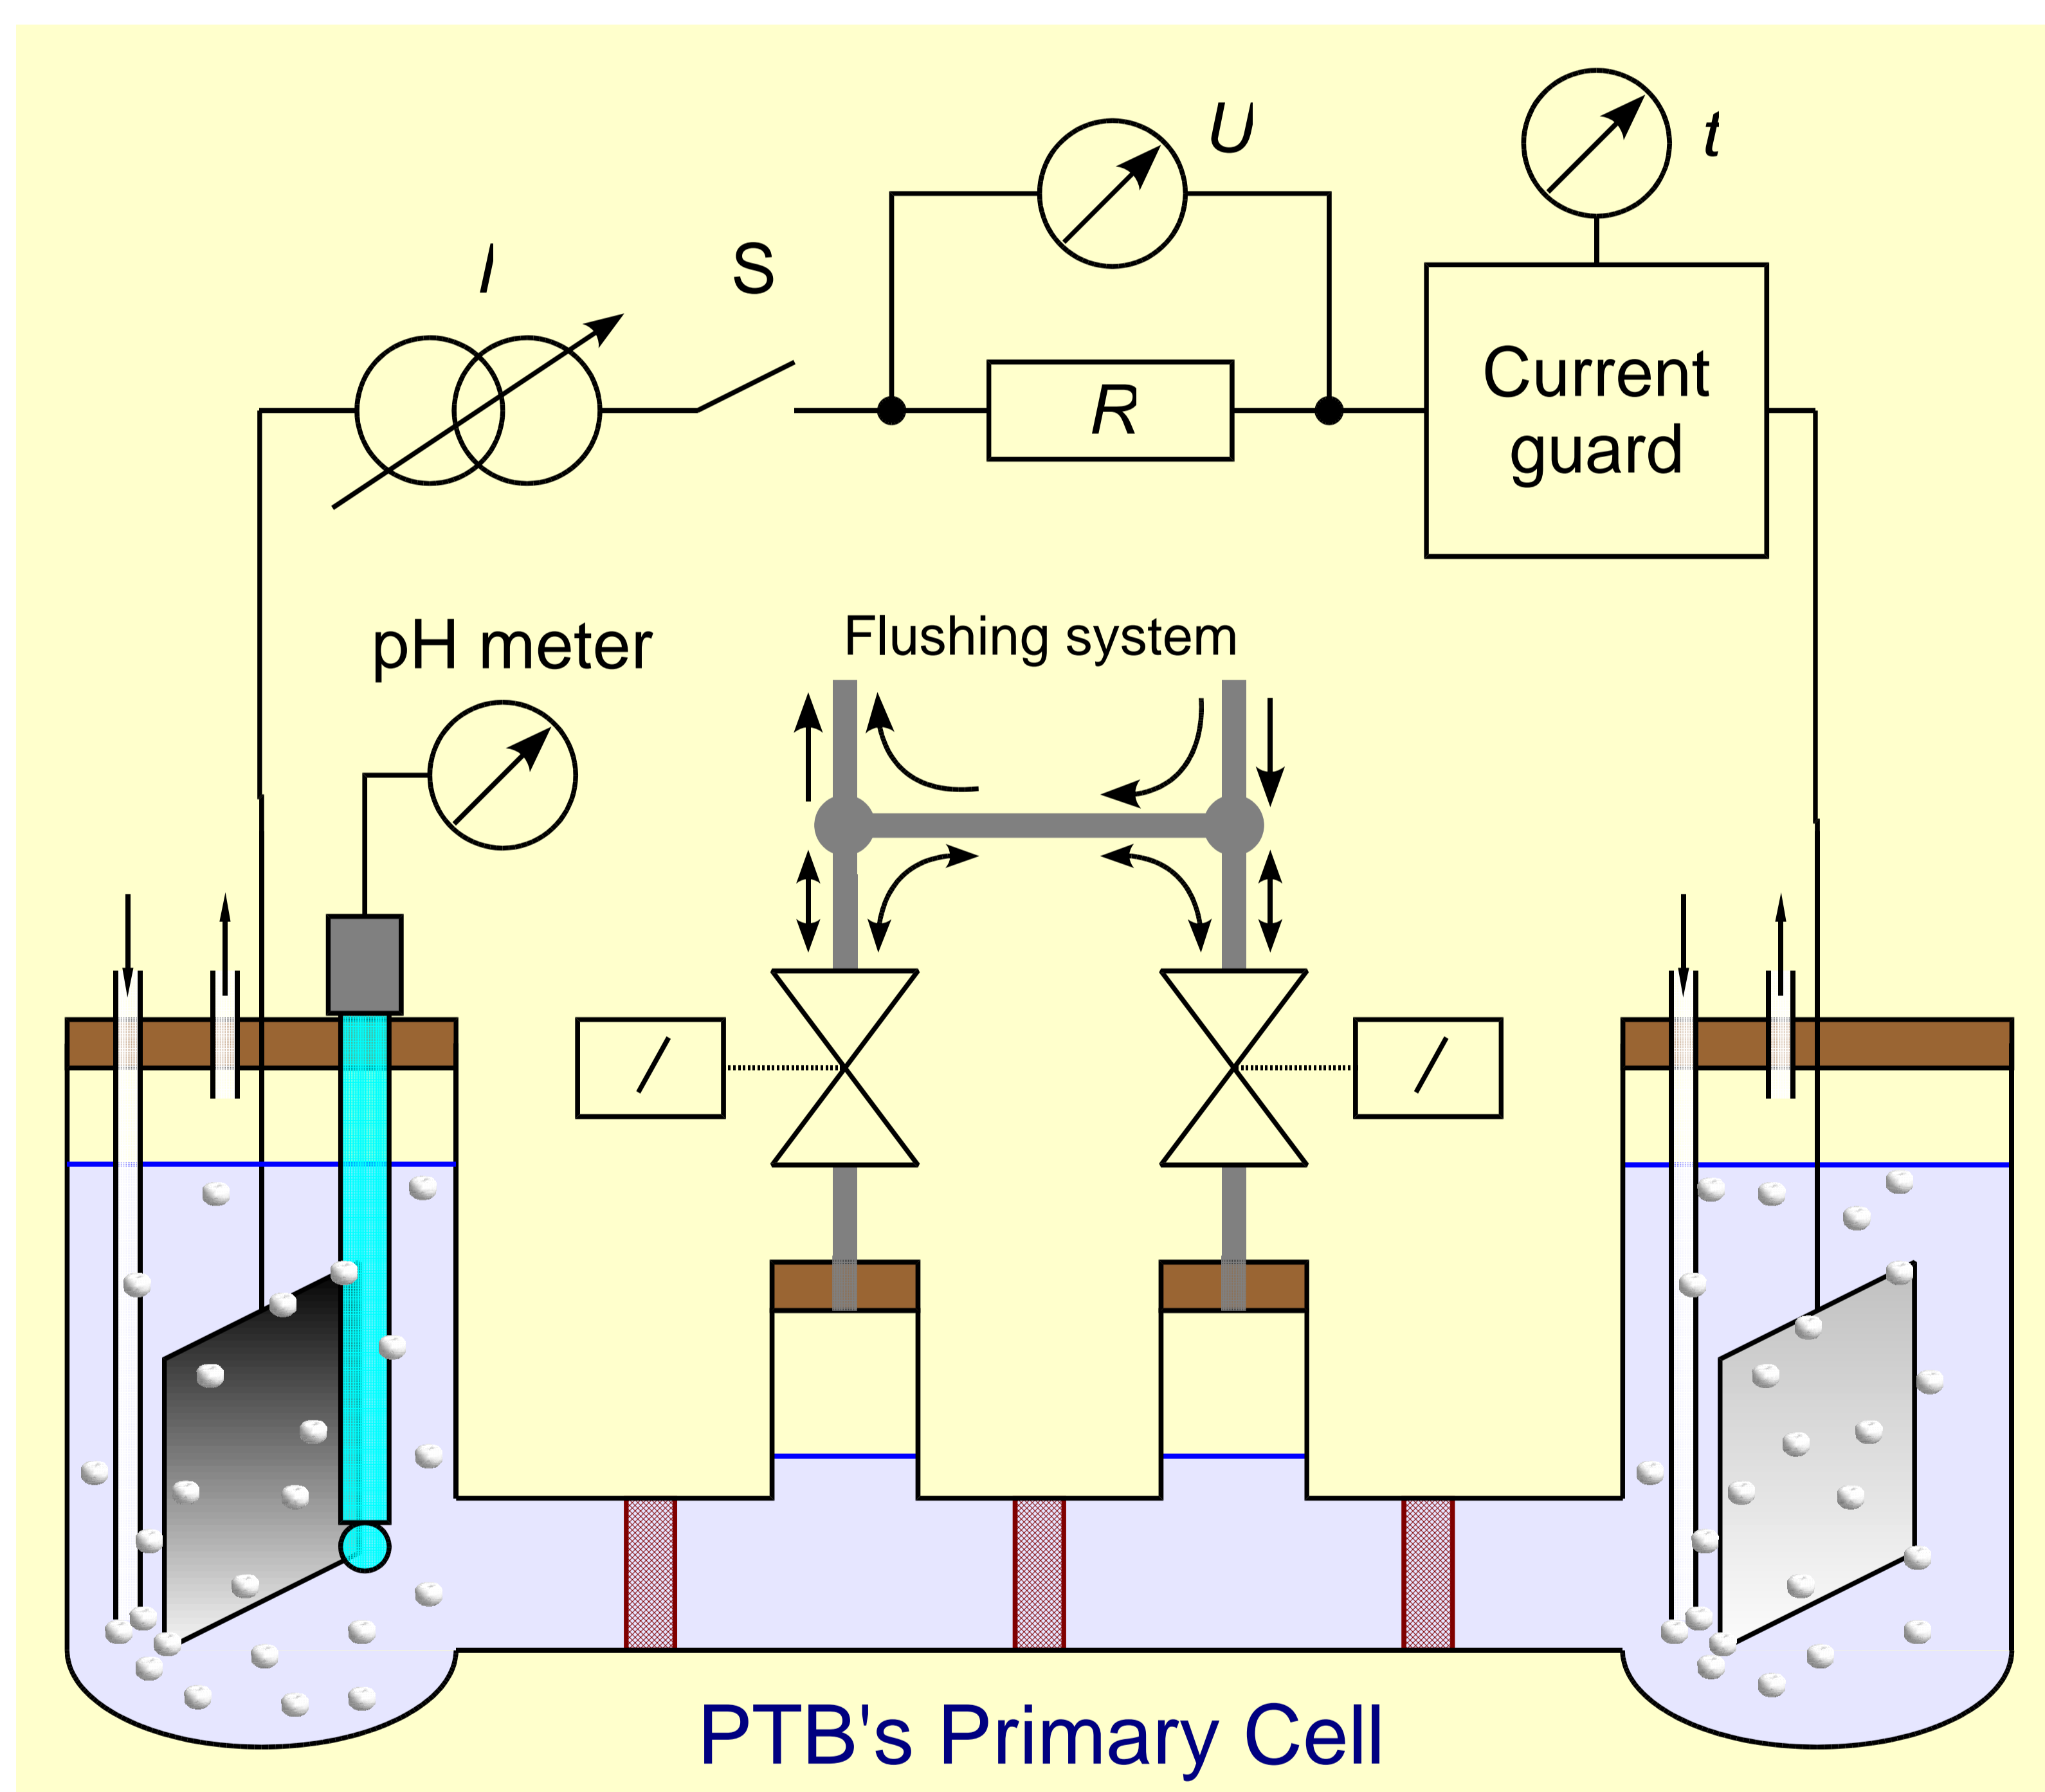 U
t
I
S
R
Current
guard
pH meter
Flushing system
PTB's Primary Cell